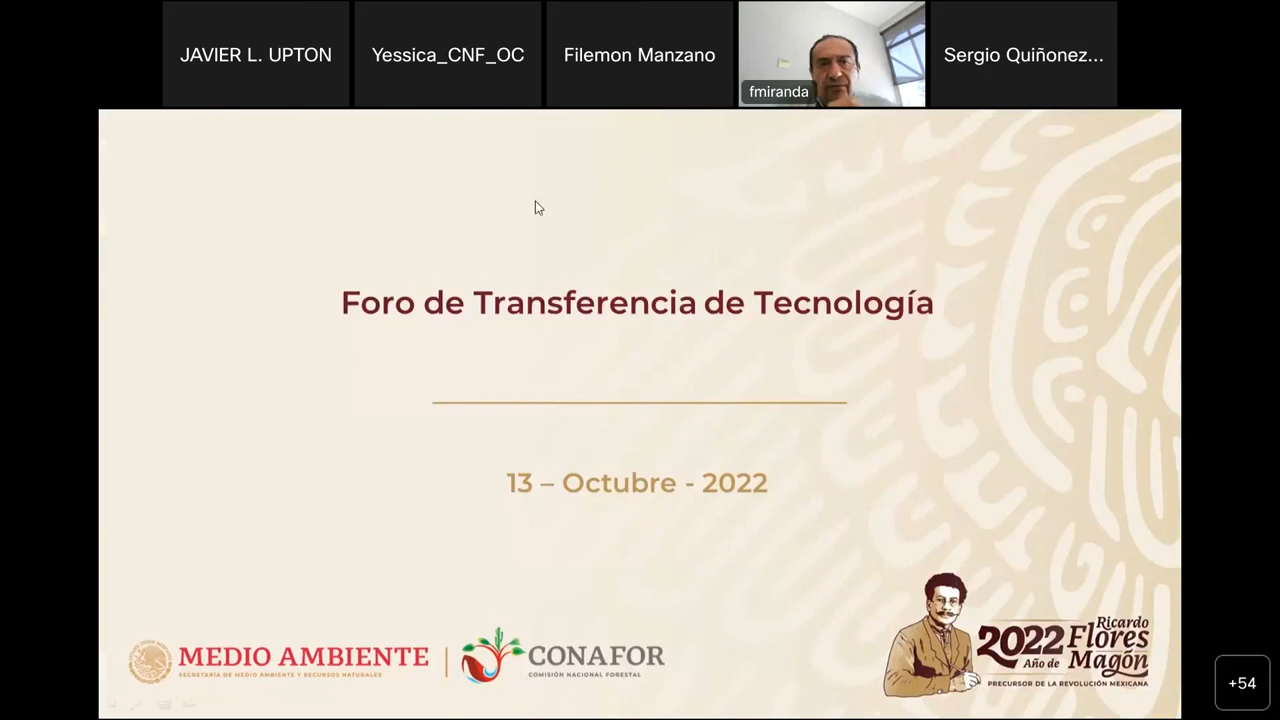 JAVIER L. UPTON
Yessica_CNF_OC
Filemon Manzano
fmiranda
Sergio Quiñonez...
Foro de Transferencia de Tecnología
13 – Octubre - 2022
MEDIO AMBIENTE
SECRETARÍA DE MEDIO AMBIENTE Y RECURSOS NATURALES
CONAFOR
COMISIÓN NACIONAL FORESTAL
2022 Ricardo
Flores
Año de Magón
PRECURSOR DE LA REVOLUCIÓN MEXICANA
+54